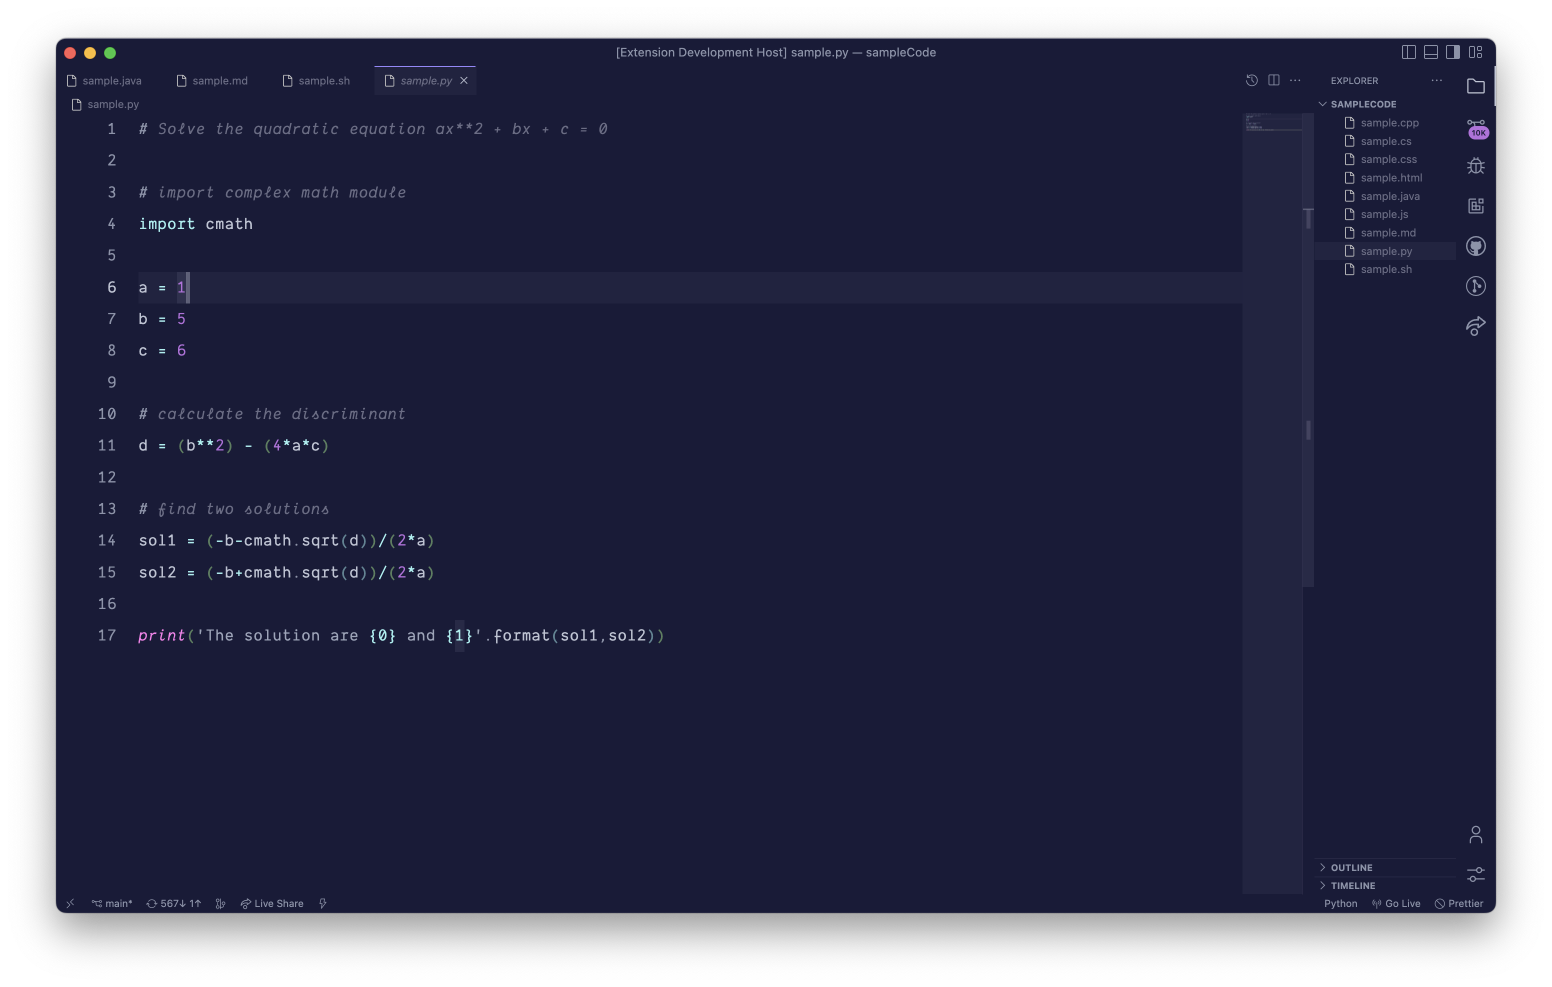 [Extension Development Host] sample.py — sampleCode
sample.java sample.md sample.sh sample.py
sample.py
1 # Solve the quadratic equation ax**2 + bx + c = 0
2
3 # import complex math module
4 import cmath
5
6 a = 1
7 b = 5
8 c = 6
9
10 # calculate the discriminant
11 d = (b**2) - (4*a*c)
12
13 # find two solutions
14 sol1 = (-b-cmath.sqrt(d))/(2*a)
15 sol2 = (-b+cmath.sqrt(d))/(2*a)
16
17 print('The solution are {0} and {1}'.format(sol1,sol2))
EXPLORER
SAMPLECODE
sample.cpp
sample.cs
sample.css
sample.html
sample.java
sample.js
sample.md
sample.py
sample.sh
10K
OUTLINE
TIMELINE
main* 567↓ 1↑ Live Share
Python Go Live Prettier